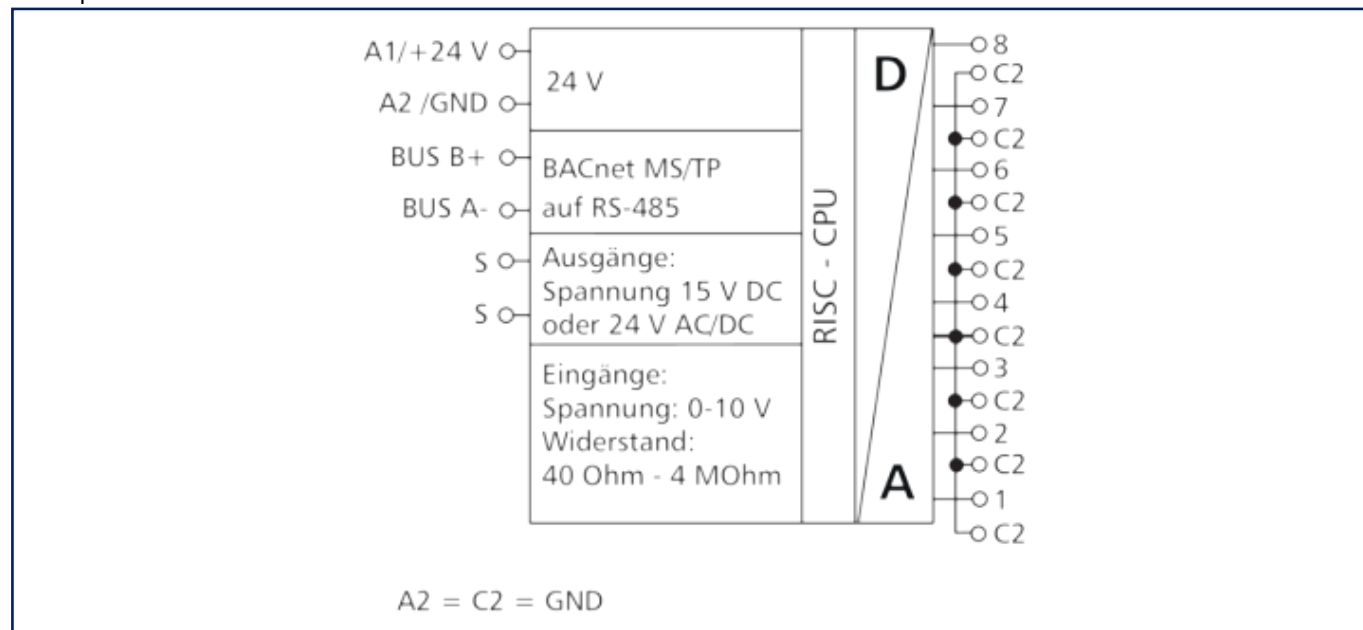 A1/+24 V
A2 /GND
BUS B+
BUS A-
S
S
24 V
BACnet MS/TP
auf RS-485
Ausgänge:
Spannung 15 V DC
oder 24 V AC/DC
Eingänge:
Spannung: 0-10 V
Widerstand:
40 Ohm - 4 MOhm
RISC - CPU
D
A
8
C2
7
C2
6
C2
5
C2
4
C2
3
C2
2
C2
1
C2
A2 = C2 = GND